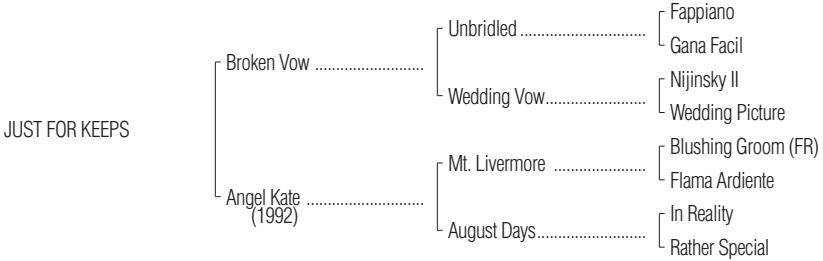 Fappiano
Unbridled ..............................
Gana Facil
Broken Vow ..........................
Nijinsky II
Wedding Vow........................
Wedding Picture
JUST FOR KEEPS
Blushing Groom (FR)
Mt. Livermore ......................
Flama Ardiente
Angel Kate ............................
(1992)
In Reality
August Days..........................
Rather Special